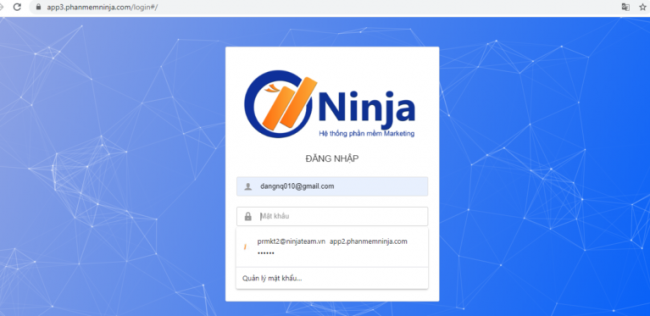 app3.phanmemninja.com/login#/
Ninja
Hệ thống phần mềm Marketing
ĐĂNG NHẬP
dangnq010@gmail.com
Mật khẩu
prmkt2@ninjateam.vn app2.phanmemninja.com
••••••
Quản lý mật khẩu...